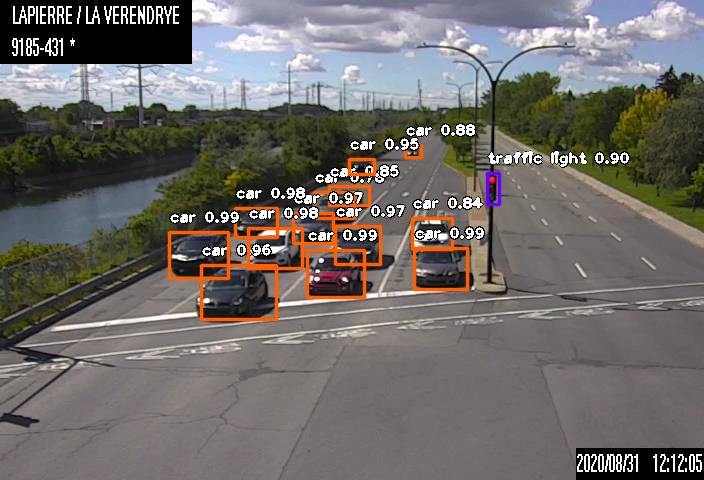 LAPIERRE / LA VERENDRYE
9185-431 *
car 0.88
car 0.95
traffic light 0.90
car 0.85
car 0.98
car 0.97
car 0.84
car 0.99
car 0.98
car 0.97
car 0.96
car 0.99
car 0.99
2020/08/31 12:12:05